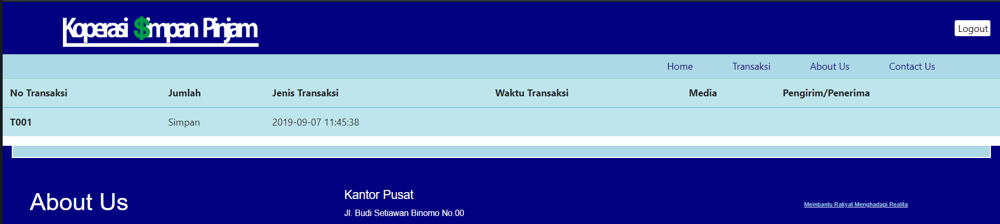 Koperasi $impan Pinjam
Logout
Home Transaksi About Us Contact Us
No Transaksi Jumlah Jenis Transaksi Waktu Transaksi Media Pengirim/Penerima
T001 Simpan 2019-09-07 11:45:38
About Us
Kantor Pusat
Jl. Budi Setiawan Binomo No.00
Membantu Rakyat Menghadapi Realita